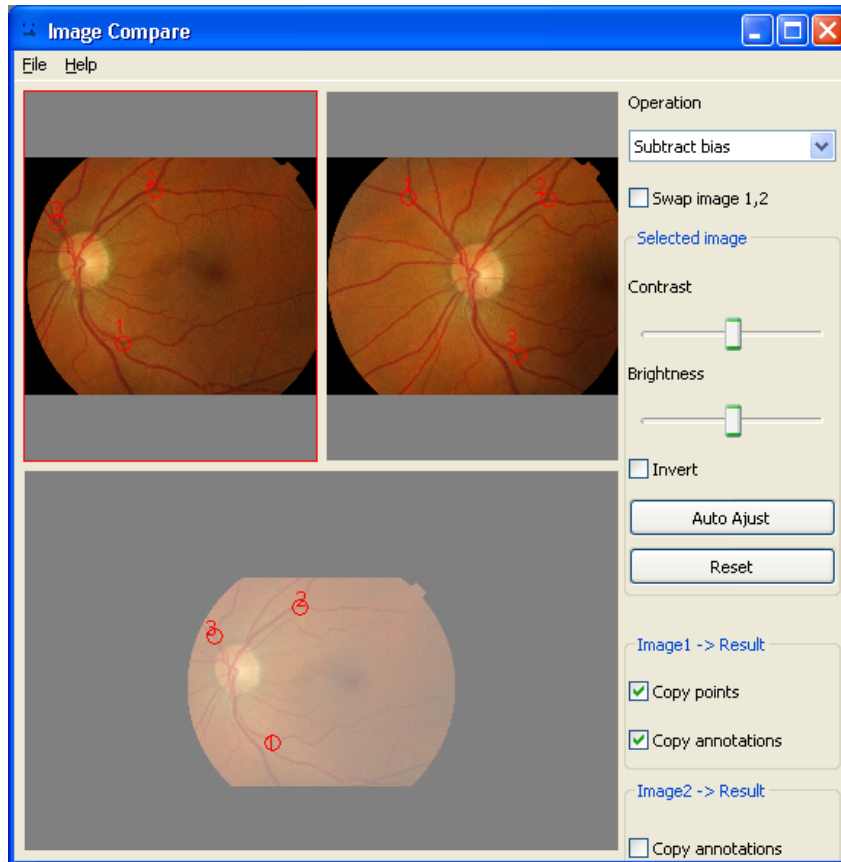 Image Compare
File Help
Operation
Subtract bias
Swap image 1,2
Selected image
Contrast
Brightness
Invert
Auto Ajust
Reset
Image1 -> Result
Copy points
Copy annotations
Image2 -> Result
Copy annotations
2
3
1
1
2
3
2
3
1